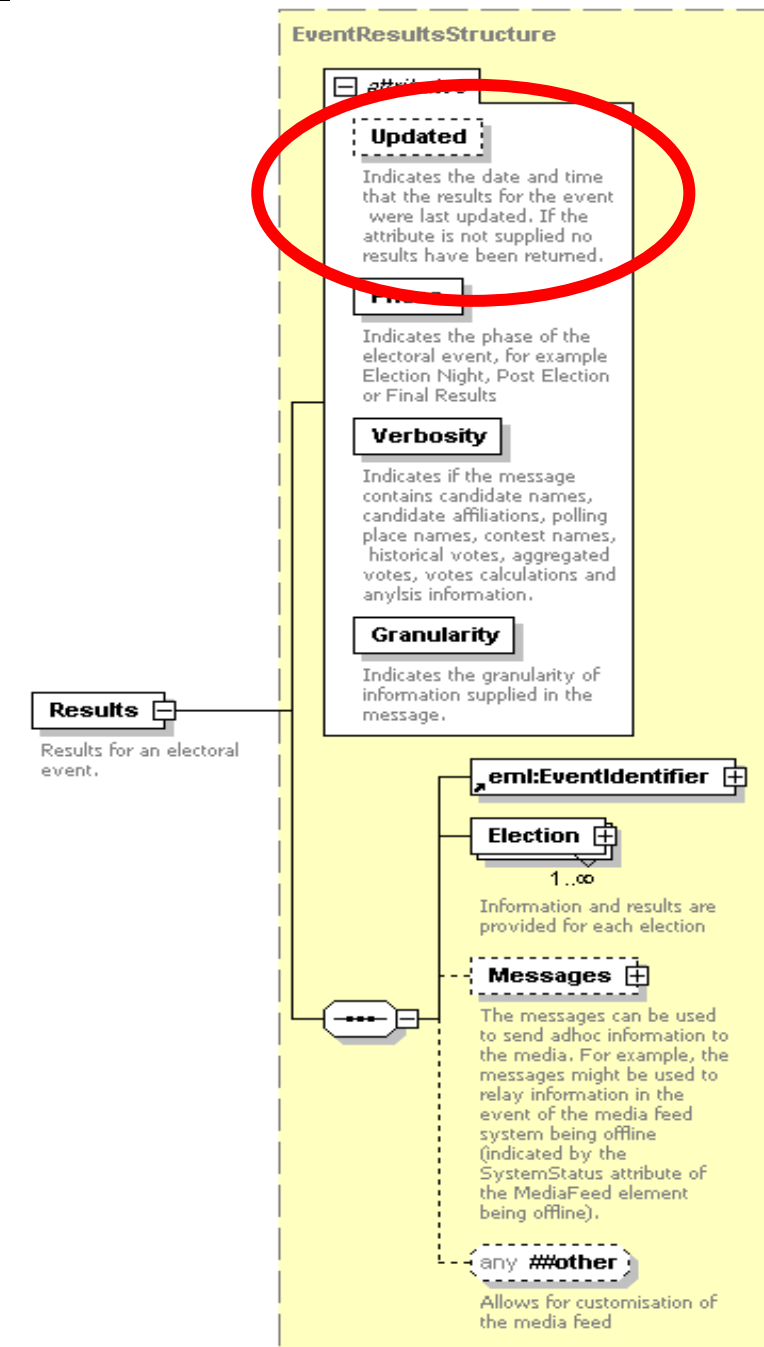 EventResultsStructure
attributes
Updated
Indicates the date and time
that the results for the event
were last updated. If the
attribute is not supplied no
results have been returned.
Phase
Indicates the phase of the
electoral event, for example
Election Night, Post Election
or Final Results
Verbosity
Indicates if the message
contains candidate names,
candidate affiliations, polling
place names, contest names,
historical votes, aggregated
votes, votes calculations and
anylsis information.
Granularity
Indicates the granularity of
information supplied in the
message.
Results
Results for an electoral
event.
eml:EventIdentifier
Election
1..∞
Information and results are
provided for each election
Messages
The messages can be used
to send adhoc information to
the media. For example, the
messages might be used to
relay information in the
event of the media feed
system being offline
(indicated by the
SystemStatus attribute of
the MediaFeed element
being offline).
any ##other
Allows for customisation of
the media feed